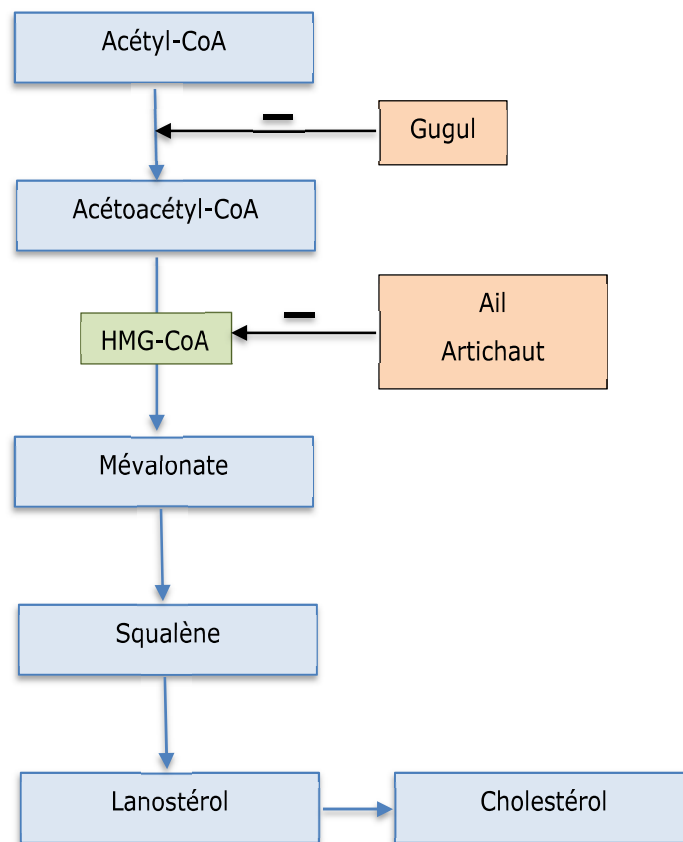 Acétyl-CoA
Gugul
Acétoacétyl-CoA
Ail
Artichaut
HMG-CoA
Mévalonate
Squalène
Lanostérol
Cholestérol